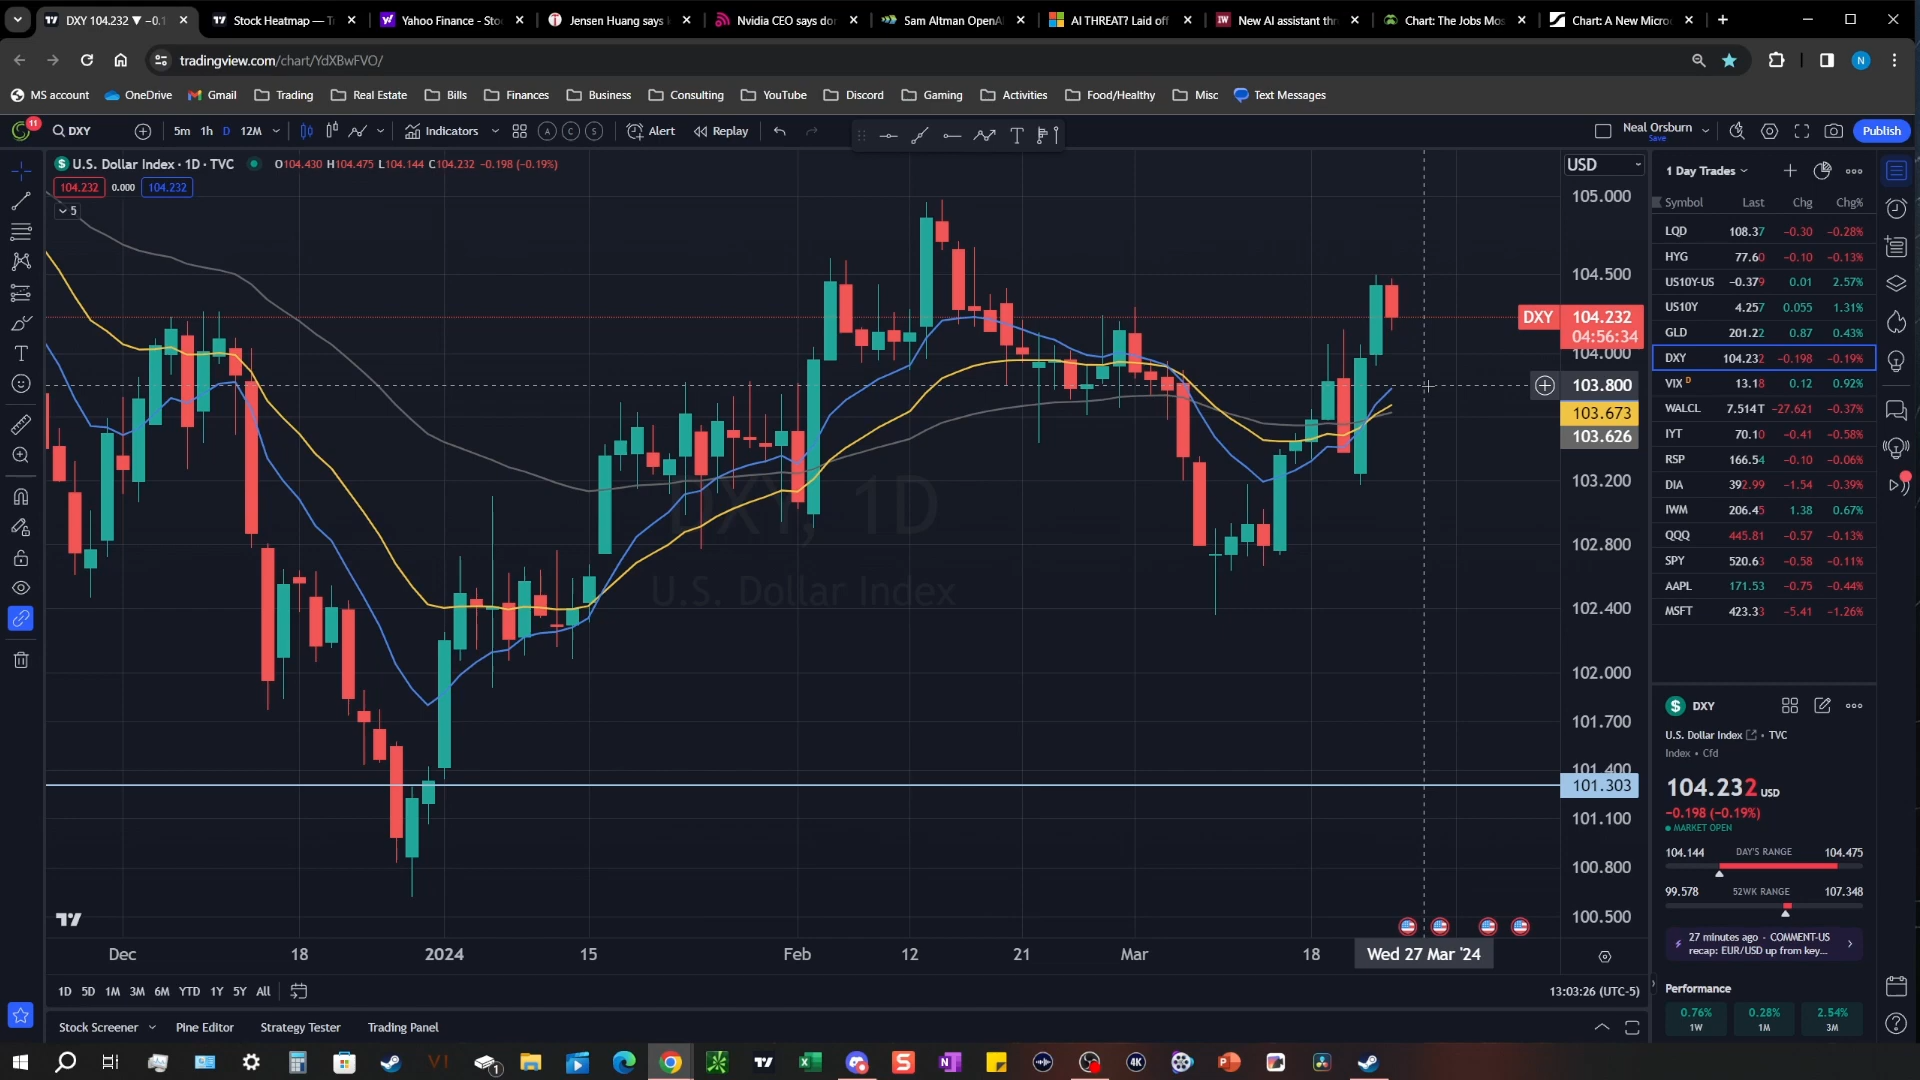 DXY 104.232 ▼ −0.1
Stock Heatmap — Tr
Yahoo Finance - Sto
Jensen Huang says
Nvidia CEO says do
Sam Altman OpenAI
AI THREAT? Laid off
New AI assistant
Chart: The Jobs Mos
Chart: A New Micro
tradingview.com/chart/YdXBwFVO/
N
MS account
OneDrive
Gmail
Trading
Real Estate
Bills
Finances
Business
Consulting
YouTube
Discord
Gaming
Activities
Food/Healthy
Misc
Text Messages
11
DXY
5m 1h D 12M
Indicators
A C S
Alert
Replay
Neal Orsburn
Save
Publish
U.S. Dollar Index · 1D · TVC
O104.430 H104.475 L104.144 C104.232 −0.198 (−0.19%)
104.232 0.000 104.232
5
DXY, 1D
U.S. Dollar Index
USD
105.000
104.500
DXY 104.232
04:56:34
104.000
103.800
103.673
103.626
103.200
102.800
102.400
102.000
101.700
101.400
101.303
101.100
100.800
100.500
Dec 18 2024 15 Feb 12 21 Mar 18 Wed 27 Mar '24
1D 5D 1M 3M 6M YTD 1Y 5Y All
13:03:26 (UTC-5)
Stock Screener
Pine Editor
Strategy Tester
Trading Panel
1 Day Trades
Symbol Last Chg Chg%
LQD 108.37 −0.30 −0.28%
HYG 77.60 −0.10 −0.13%
US10Y-US −0.379 0.01 2.57%
US10Y 4.257 0.055 1.31%
GLD 201.22 0.87 0.43%
DXY 104.232 −0.198 −0.19%
VIX D 13.18 0.12 0.92%
WALCL 7.514T −27.621 −0.37%
IYT 70.10 −0.41 −0.58%
RSP 166.54 −0.10 −0.06%
DIA 392.99 −1.54 −0.39%
IWM 206.45 1.38 0.67%
QQQ 445.81 −0.57 −0.13%
SPY 520.63 −0.58 −0.11%
AAPL 171.53 −0.75 −0.44%
MSFT 423.33 −5.41 −1.26%
$ DXY
U.S. Dollar Index • TVC
Index • Cfd
104.232 USD
−0.198 (−0.19%)
MARKET OPEN
104.144 DAY'S RANGE 104.475
99.578 52WK RANGE 107.348
27 minutes ago · COMMENT-US
recap: EUR/USD up from key...
Performance
0.76% 0.28% 2.54%
1W 1M 3M